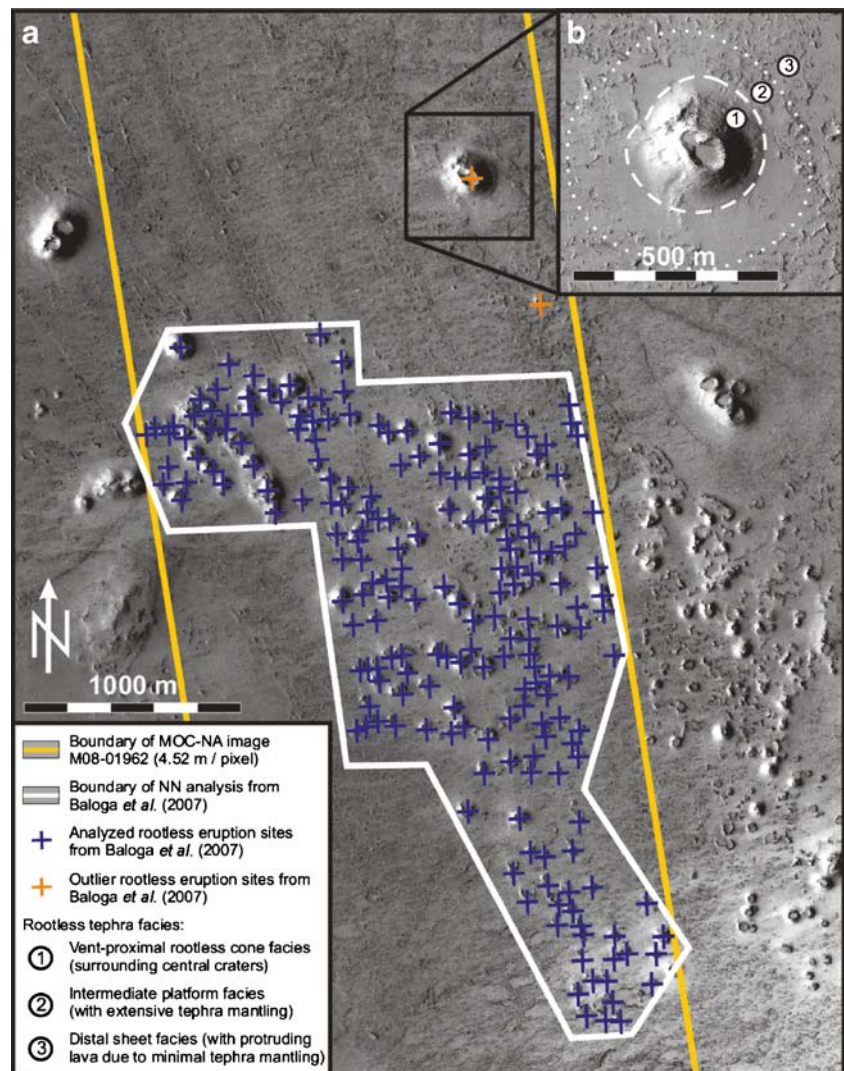 a
b
3
2
1
500 m
N
1000 m
Boundary of MOC-NA image
M08-01962 (4.52 m / pixel)
Boundary of NN analysis from
Baloga et al. (2007)
Analyzed rootless eruption sites
from Baloga et al. (2007)
Outlier rootless eruption sites from
Baloga et al. (2007)
Rootless tephra facies:
1 Vent-proximal rootless cone facies
(surrounding central craters)
2 Intermediate platform facies
(with extensive tephra mantling)
3 Distal sheet facies (with protruding
lava due to minimal tephra mantling)